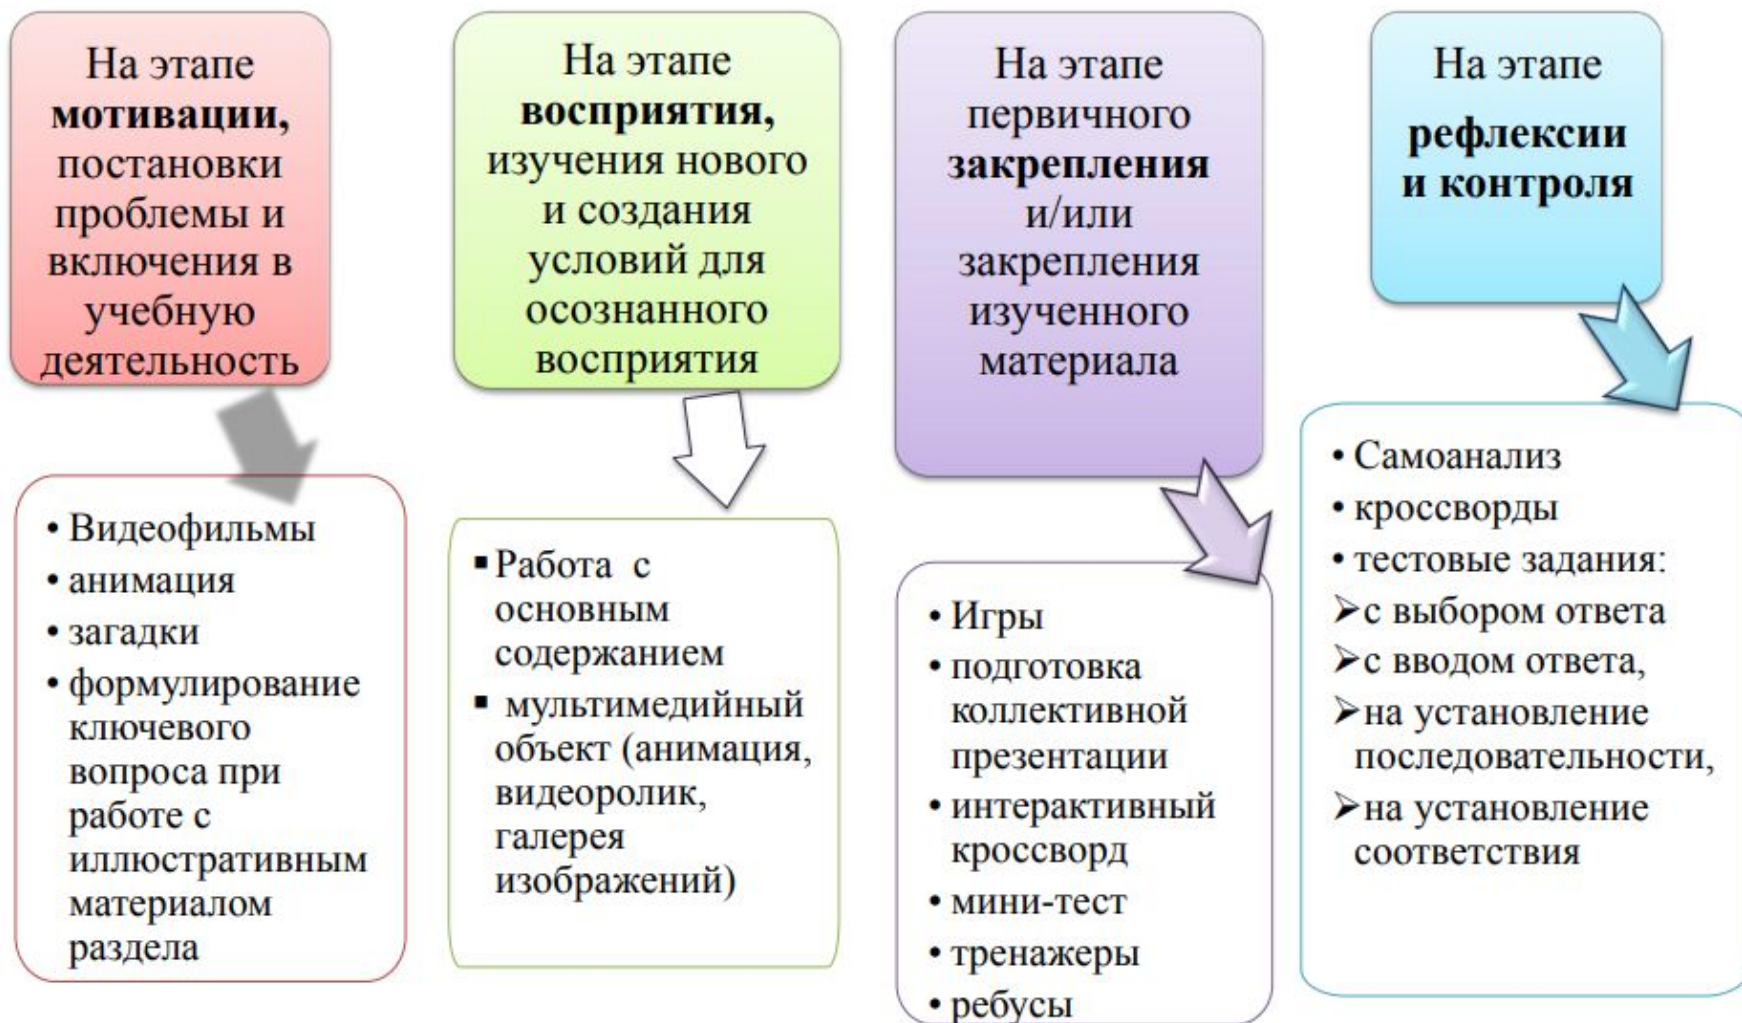 На этапе
мотивации,
постановки
проблемы и
включения в
учебную
деятельность
• Видеофильмы
• анимация
• загадки
• формулирование
ключевого
вопроса при
работе с
иллюстративным
материалом
раздела
На этапе
восприятия,
изучения нового
и создания
условий для
осознанного
восприятия
▪ Работа с
основным
содержанием
▪ мультимедийный
объект (анимация,
видеоролик,
галерея
изображений)
На этапе
первичного
закрепления
и/или
закрепления
изученного
материала
• Игры
• подготовка
коллективной
презентации
• интерактивный
кроссворд
• мини-тест
• тренажеры
• ребусы
На этапе
рефлексии
и контроля
• Самоанализ
• кроссворды
• тестовые задания:
➢с выбором ответа
➢с вводом ответа,
➢на установление
последовательности,
➢на установление
соответствия